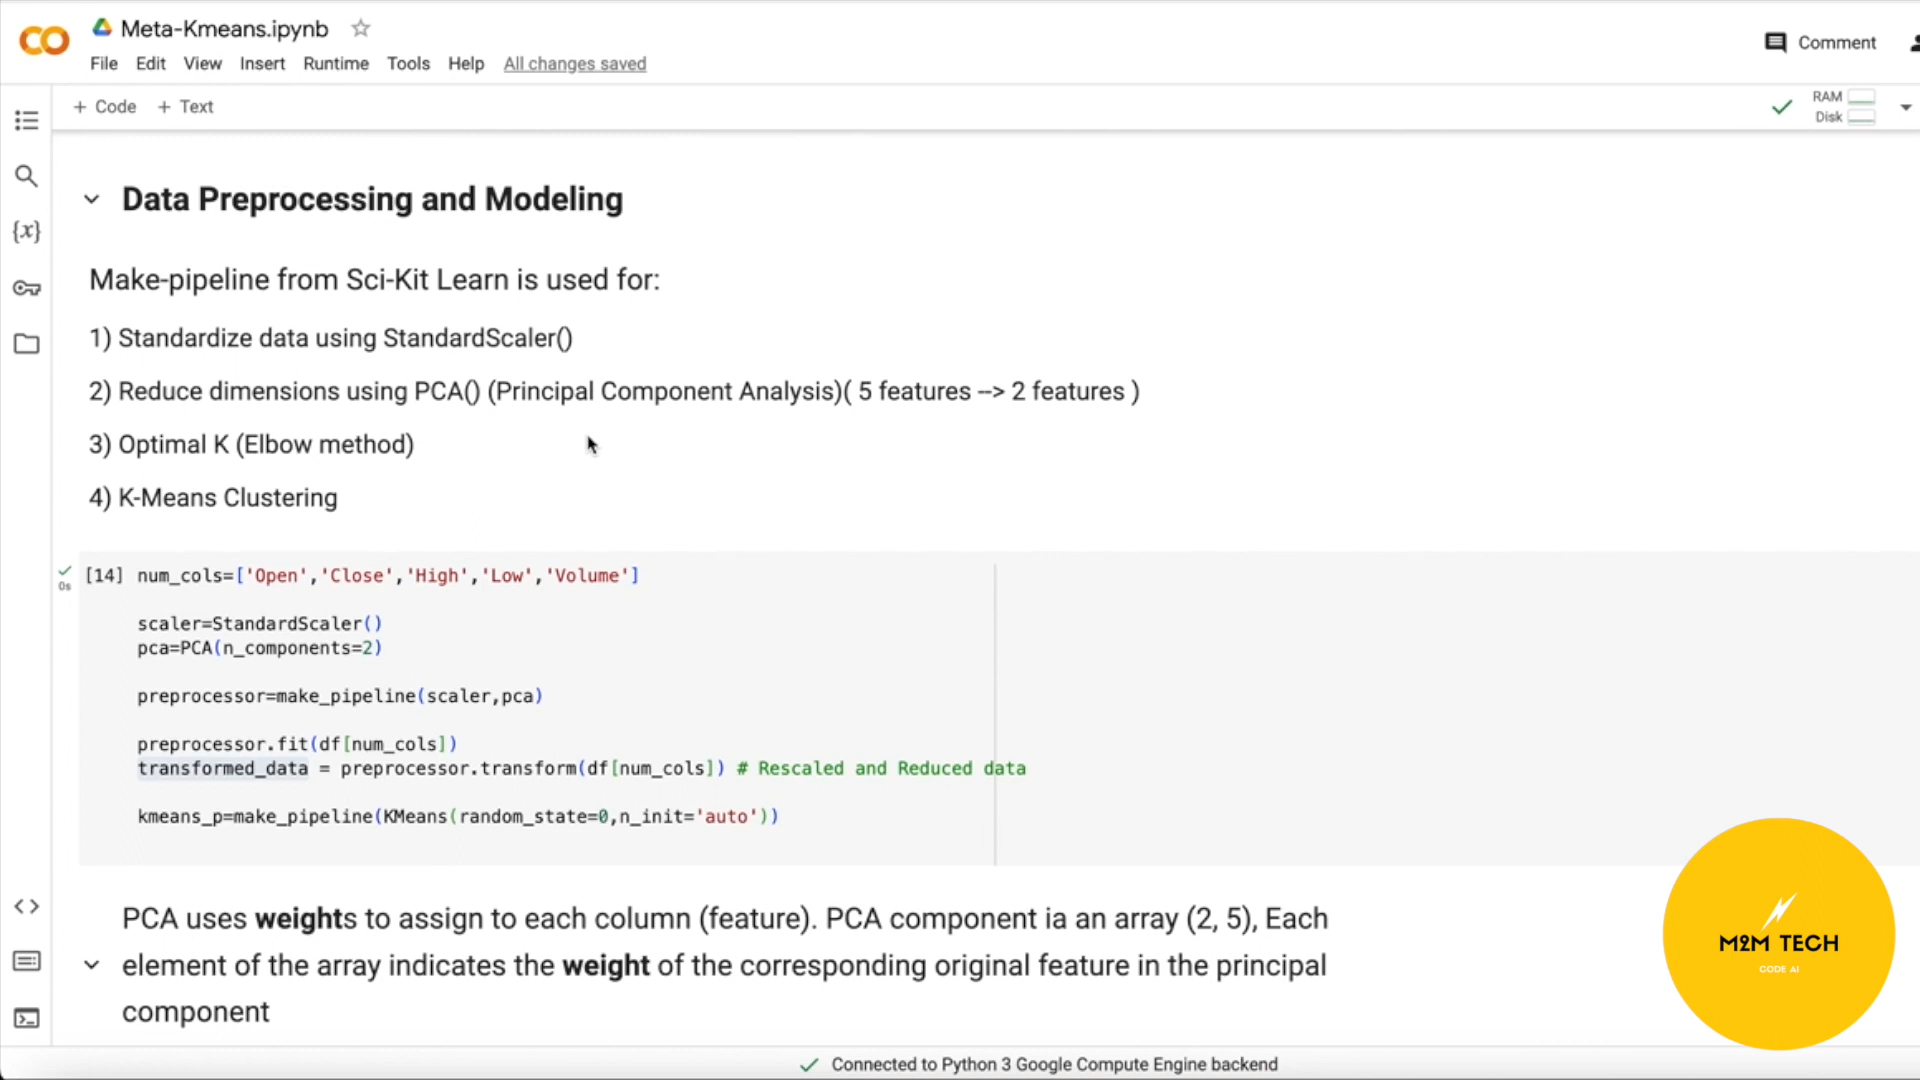 Meta-Kmeans.ipynb
File Edit View Insert Runtime Tools Help All changes saved
Comment
+ Code + Text
RAM
Disk
{x}
Data Preprocessing and Modeling
Make-pipeline from Sci-Kit Learn is used for:
1) Standardize data using StandardScaler()
2) Reduce dimensions using PCA() (Principal Component Analysis)( 5 features --> 2 features )
3) Optimal K (Elbow method)
4) K-Means Clustering
0s
[14] num_cols=['Open','Close','High','Low','Volume']
scaler=StandardScaler()
pca=PCA(n_components=2)
preprocessor=make_pipeline(scaler,pca)
preprocessor.fit(df[num_cols])
transformed_data = preprocessor.transform(df[num_cols]) # Rescaled and Reduced data
kmeans_p=make_pipeline(KMeans(random_state=0,n_init='auto'))
PCA uses weights to assign to each column (feature). PCA component ia an array (2, 5), Each
element of the array indicates the weight of the corresponding original feature in the principal
component
M2M TECH
CODE AI
Connected to Python 3 Google Compute Engine backend